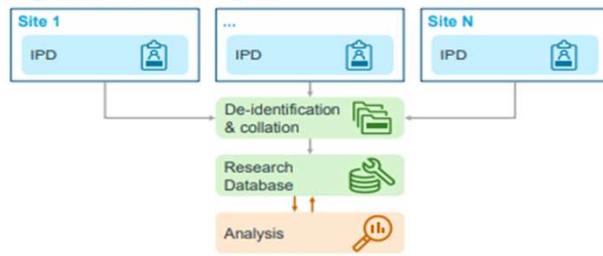 Site 1
...
Site N
IPD
IPD
IPD
De-identification
& collation
Research
Database
Analysis